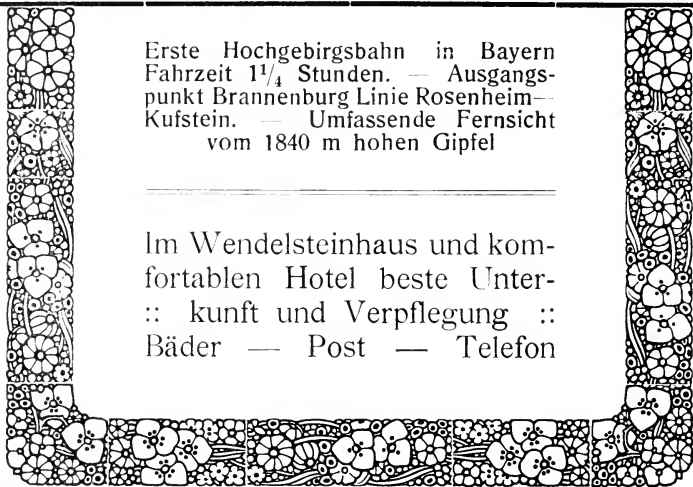 Erste Hochgebirgsbahn in Bayern
Fahrzeit 1¹/₄ Stunden. — Ausgangs-
punkt Brannenburg Linie Rosenheim—
Kufstein. — Umfassende Fernsicht
vom 1840 m hohen Gipfel
Im Wendelsteinhaus und kom-
fortablen Hotel beste Unter-
:: kunft und Verpflegung ::
Bäder — Post — Telefon